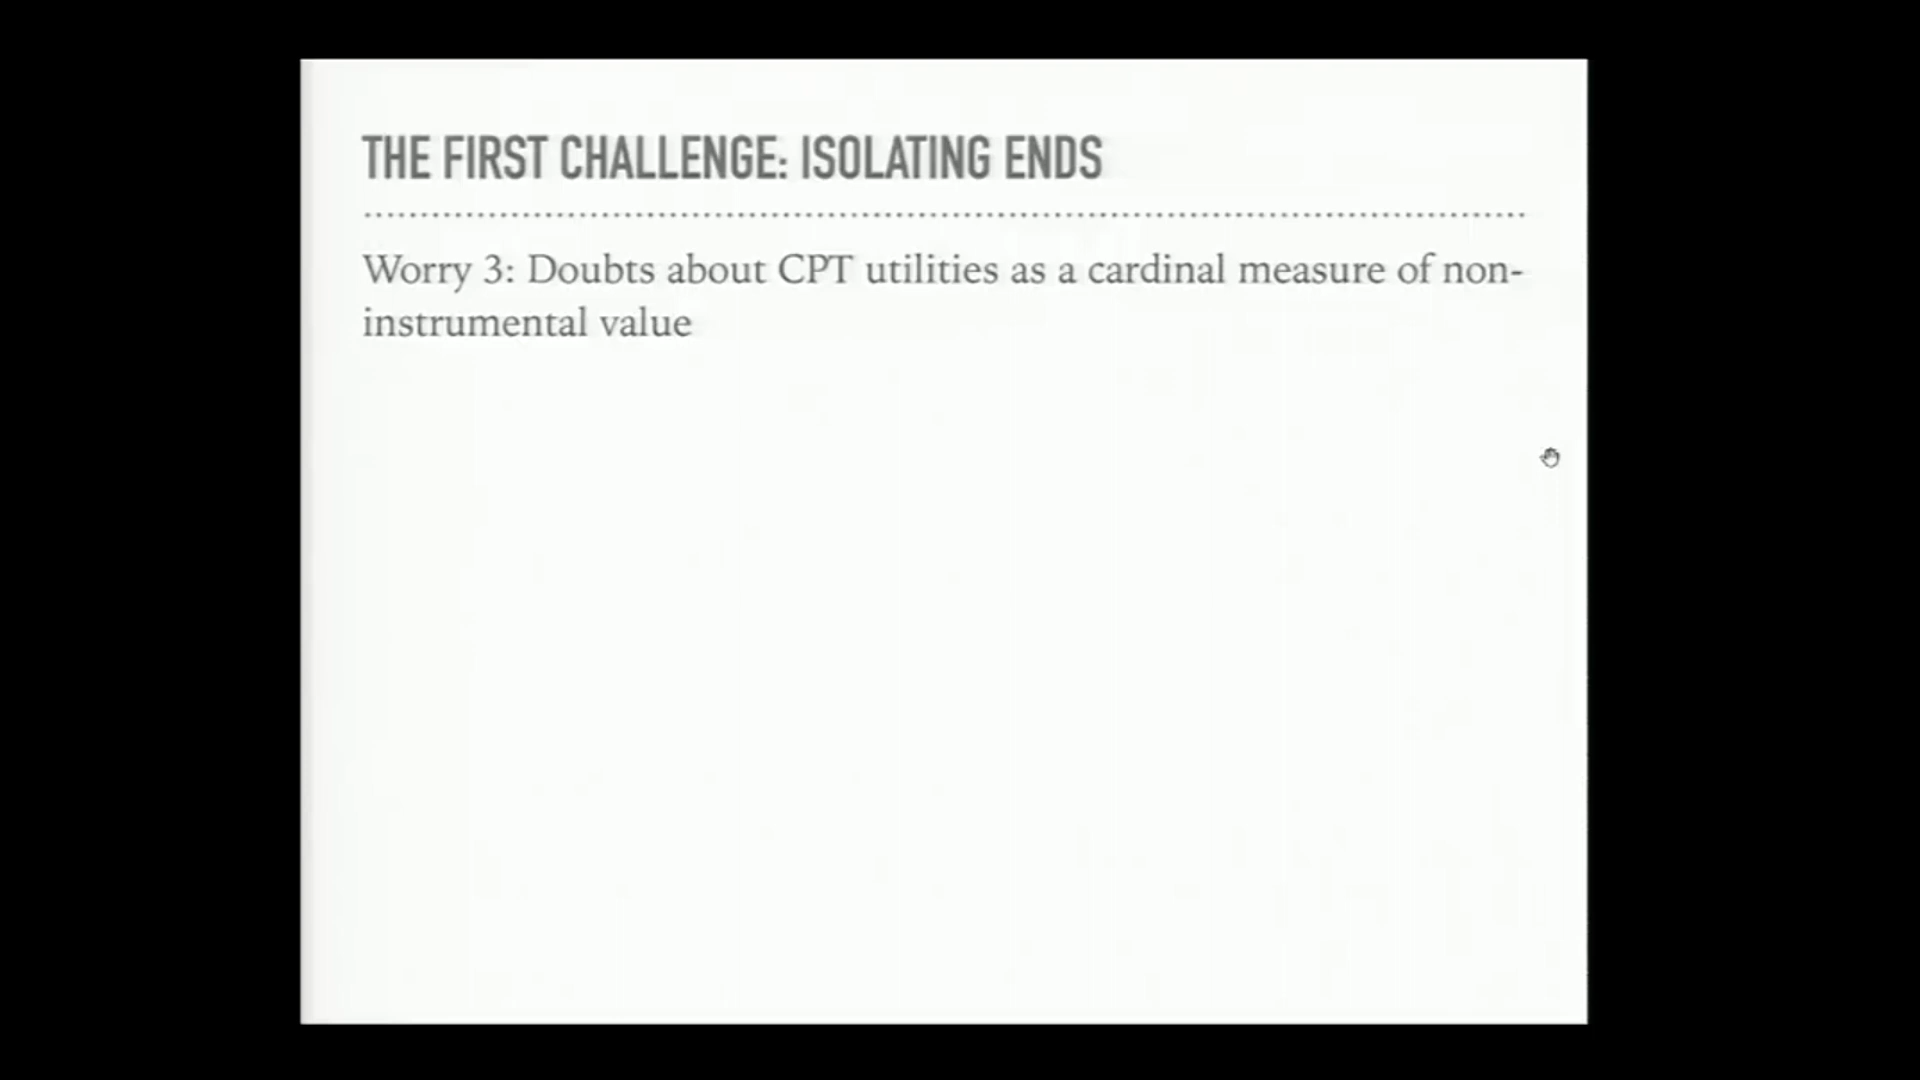 THE FIRST CHALLENGE: ISOLATING ENDS
Worry 3: Doubts about CPT utilities as a cardinal measure of non-
instrumental value